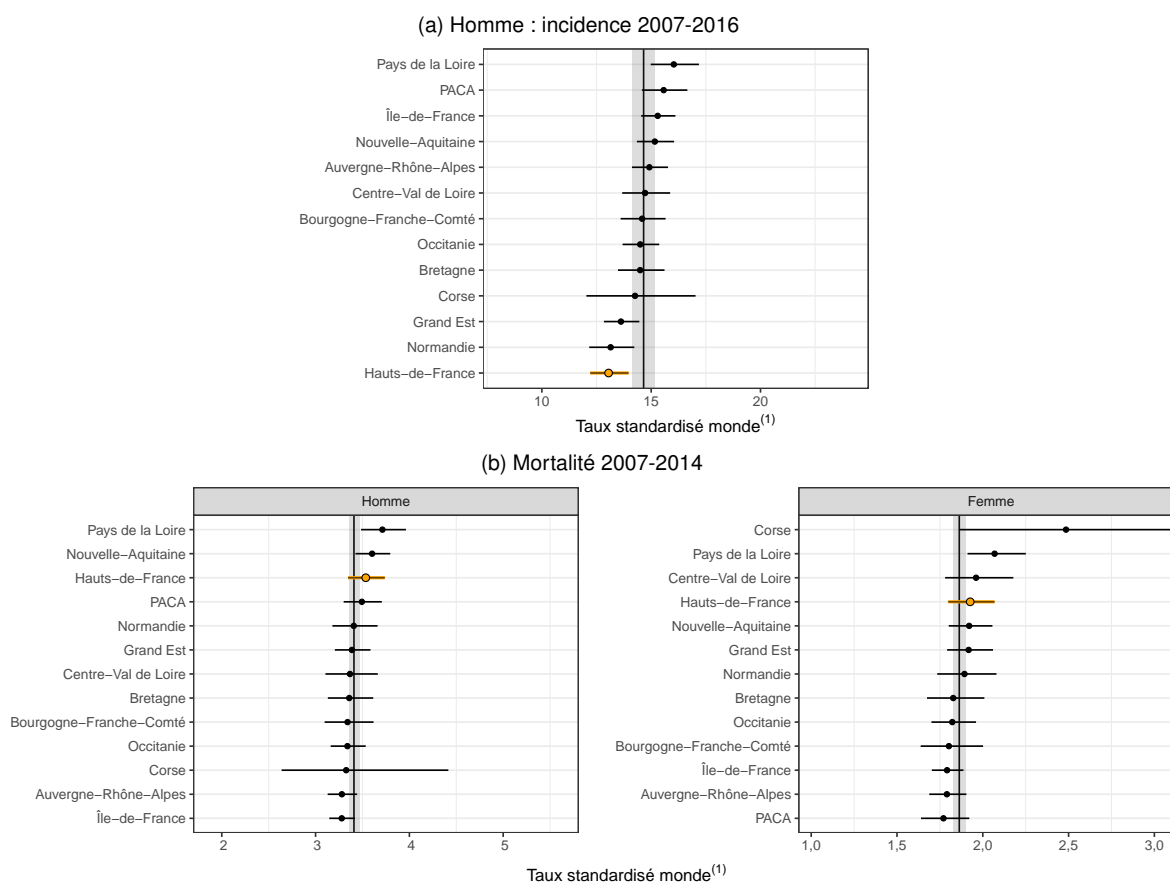 (a) Homme : incidence 2007-2016
Pays de la Loire
PACA
Île−de−France
Nouvelle−Aquitaine
Auvergne−Rhône−Alpes
Centre−Val de Loire
Bourgogne−Franche−Comté
Occitanie
Bretagne
Corse
Grand Est
Normandie
Hauts−de−France
10 15 20
Taux standardisé monde(1)
(b) Mortalité 2007-2014
Homme
Pays de la Loire
Nouvelle−Aquitaine
Hauts−de−France
PACA
Normandie
Grand Est
Centre−Val de Loire
Bretagne
Bourgogne−Franche−Comté
Occitanie
Corse
Auvergne−Rhône−Alpes
Île−de−France
2 3 4 5
Femme
Corse
Pays de la Loire
Centre−Val de Loire
Hauts−de−France
Nouvelle−Aquitaine
Grand Est
Normandie
Bretagne
Occitanie
Bourgogne−Franche−Comté
Île−de−France
Auvergne−Rhône−Alpes
PACA
1,0 1,5 2,0 2,5 3,0
Taux standardisé monde(1)